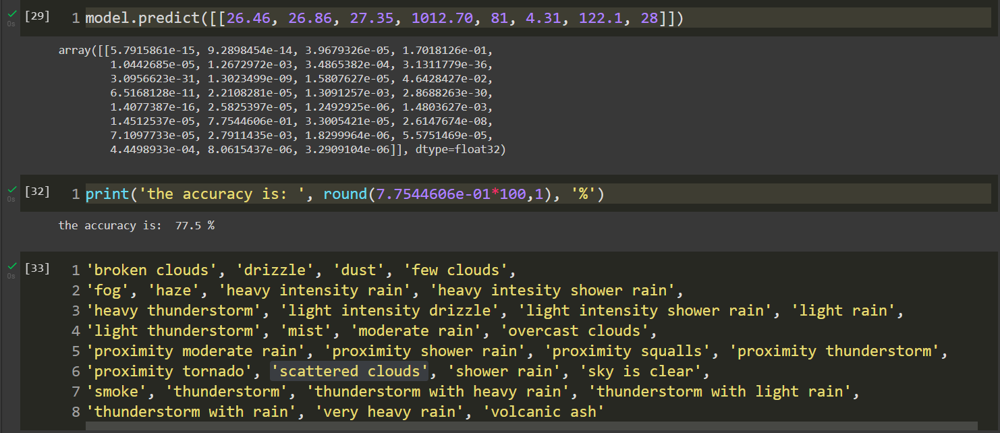 0s [29] 1 model.predict([[26.46, 26.86, 27.35, 1012.70, 81, 4.31, 122.1, 28]])
array([[5.7915861e-15, 9.2898454e-14, 3.9679326e-05, 1.7018126e-01,
1.0442685e-05, 1.2672972e-03, 3.4865382e-04, 3.1311779e-36,
3.0956623e-31, 1.3023499e-09, 1.5807627e-05, 4.6428427e-02,
6.5168128e-11, 2.2108281e-05, 1.3091257e-03, 2.8688263e-30,
1.4077387e-16, 2.5825397e-05, 1.2492925e-06, 1.4803627e-03,
1.4512537e-05, 7.7544606e-01, 3.3005421e-05, 2.6147674e-08,
7.1097733e-05, 2.7911435e-03, 1.8299964e-06, 5.5751469e-05,
4.4498933e-04, 8.0615437e-06, 3.2909104e-06]], dtype=float32)
0s [32] 1 print('the accuracy is: ', round(7.7544606e-01*100,1), '%')
the accuracy is:  77.5 %
0s [33] 1 'broken clouds', 'drizzle', 'dust', 'few clouds',
2 'fog', 'haze', 'heavy intensity rain', 'heavy intesity shower rain',
3 'heavy thunderstorm', 'light intensity drizzle', 'light intensity shower rain', 'light rain',
4 'light thunderstorm', 'mist', 'moderate rain', 'overcast clouds',
5 'proximity moderate rain', 'proximity shower rain', 'proximity squalls', 'proximity thunderstorm',
6 'proximity tornado', 'scattered clouds', 'shower rain', 'sky is clear',
7 'smoke', 'thunderstorm', 'thunderstorm with heavy rain', 'thunderstorm with light rain',
8 'thunderstorm with rain', 'very heavy rain', 'volcanic ash'